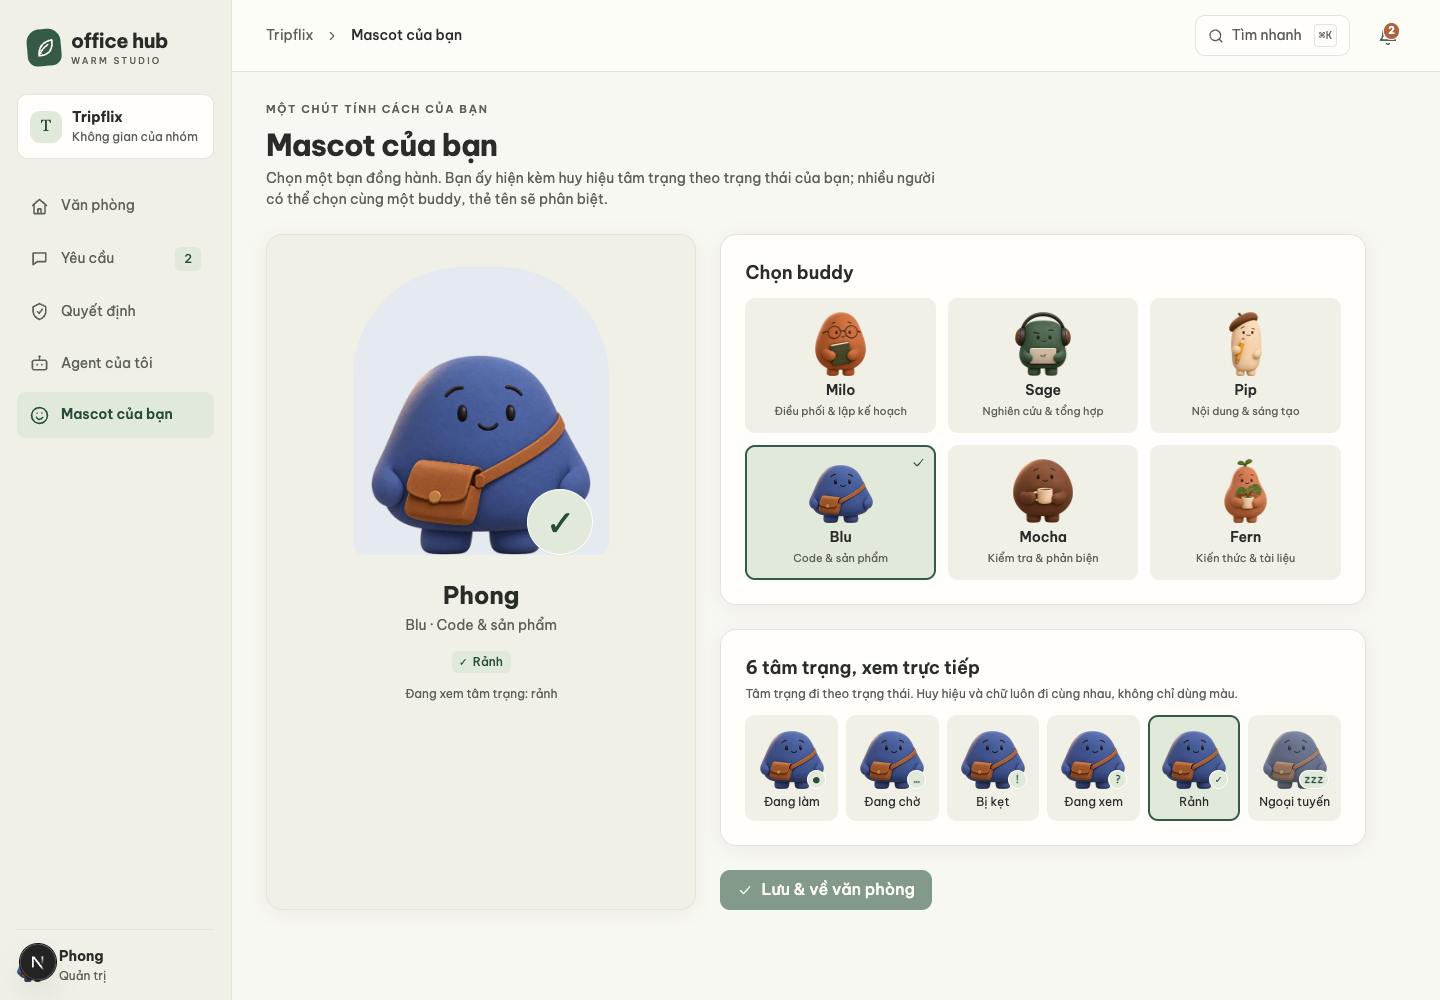 office hub
WARM STUDIO
T
Tripflix
Không gian của nhóm
Văn phòng
Yêu cầu
2
Quyết định
Agent của tôi
Mascot của bạn
N
Phong
Quản trị
Tripflix > Mascot của bạn
Tìm nhanh ⌘K
2
MỘT CHÚT TÍNH CÁCH CỦA BẠN
Mascot của bạn
Chọn một bạn đồng hành. Bạn ấy hiện kèm huy hiệu tâm trạng theo trạng thái của bạn; nhiều người
có thể chọn cùng một buddy, thẻ tên sẽ phân biệt.
✓
Phong
Blu · Code & sản phẩm
✓ Rảnh
Đang xem tâm trạng: rảnh
Chọn buddy
Milo
Điều phối & lập kế hoạch
Sage
Nghiên cứu & tổng hợp
Pip
Nội dung & sáng tạo
Blu
Code & sản phẩm
Mocha
Kiểm tra & phản biện
Fern
Kiến thức & tài liệu
6 tâm trạng, xem trực tiếp
Tâm trạng đi theo trạng thái. Huy hiệu và chữ luôn đi cùng nhau, không chỉ dùng màu.
●
Đang làm
…
Đang chờ
!
Bị kẹt
?
Đang xem
✓
Rảnh
zzz
Ngoại tuyến
✓ Lưu & về văn phòng